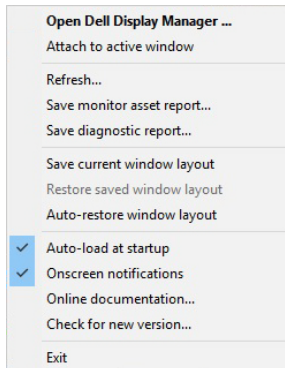 Open Dell Display Manager ...
Attach to active window
Refresh...
Save monitor asset report...
Save diagnostic report...
Save current window layout
Restore saved window layout
Auto-restore window layout
Auto-load at startup
Onscreen notifications
Online documentation...
Check for new version...
Exit